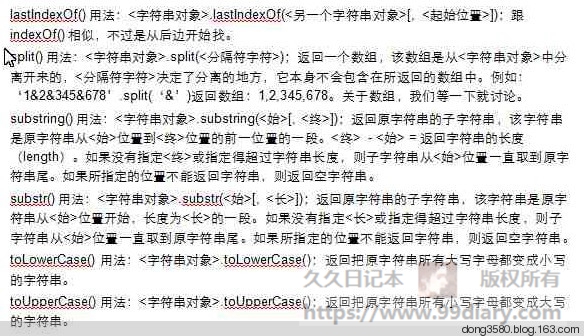 lastIndexOf() 用法：<字符串对象>.lastIndexOf(<另一个字符串对象>[, <起始位置>])；跟
indexOf() 相似，不过是从后边开始找。
split() 用法：<字符串对象>.split(<分隔符字符>)；返回一个数组，该数组是从<字符串对象>中分
离开来的，<分隔符字符>决定了分离的地方，它本身不会包含在所返回的数组中。例如：
‘1&2&345&678’.split(‘&’)返回数组：1,2,345,678。关于数组，我们等一下就讨论。
substring() 用法：<字符串对象>.substring(<始>[, <终>])；返回原字符串的子字符串，该字符串
是原字符串从<始>位置到<终>位置的前一位置的一段。<终> - <始> = 返回字符串的长度
（length）。如果没有指定<终>或指定得超过字符串长度，则子字符串从<始>位置一直取到原字
符串尾。如果所指定的位置不能返回字符串，则返回空字符串。
substr() 用法：<字符串对象>.substr(<始>[, <长>])；返回原字符串的子字符串，该字符串是原字
符串从<始>位置开始，长度为<长>的一段。如果没有指定<长>或指定得超过字符串长度，则子
字符串从<始>位置一直取到原字符串尾。如果所指定的位置不能返回字符串，则返回空字符串。
toLowerCase() 用法：<字符串对象>.toLowerCase()；返回把原字符串所有大写字母都变成小写
的字符串。
久久日记本 版权所有
toUpperCase() 用法：<字符串对象>.toUpperCase()；返回把原字符串所有小写字母都变成大写
https://www.99diary.com
的字符串。
dong3580.blog.163.com